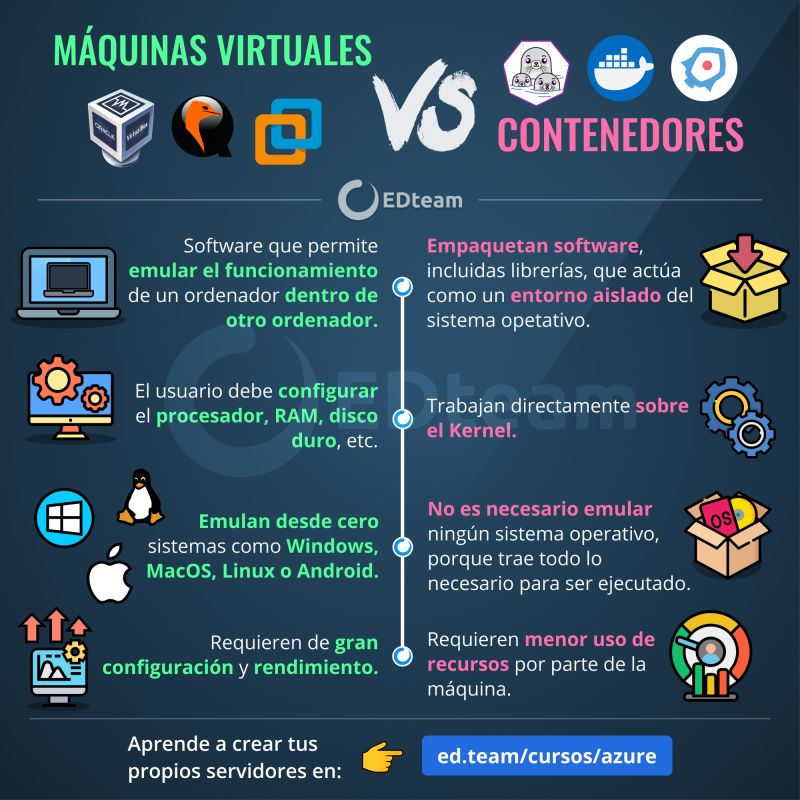 MÁQUINAS VIRTUALES
VS
CONTENEDORES
ORACLE
VirtualBox
EDteam
Software que permite
emular el funcionamiento
de un ordenador dentro de
otro ordenador.
Empaquetan software,
incluidas librerías, que actúa
como un entorno aislado del
sistema opetativo.
EDteam
El usuario debe configurar
el procesador, RAM, disco
duro, etc.
Trabajan directamente sobre
el Kernel.
Emulan desde cero
sistemas como Windows,
MacOS, Linux o Android.
No es necesario emular
ningún sistema operativo,
porque trae todo lo
necesario para ser ejecutado.
OS
Requieren de gran
configuración y rendimiento.
Requieren menor uso de
recursos por parte de la
máquina.
Aprende a crear tus
propios servidores en:
ed.team/cursos/azure